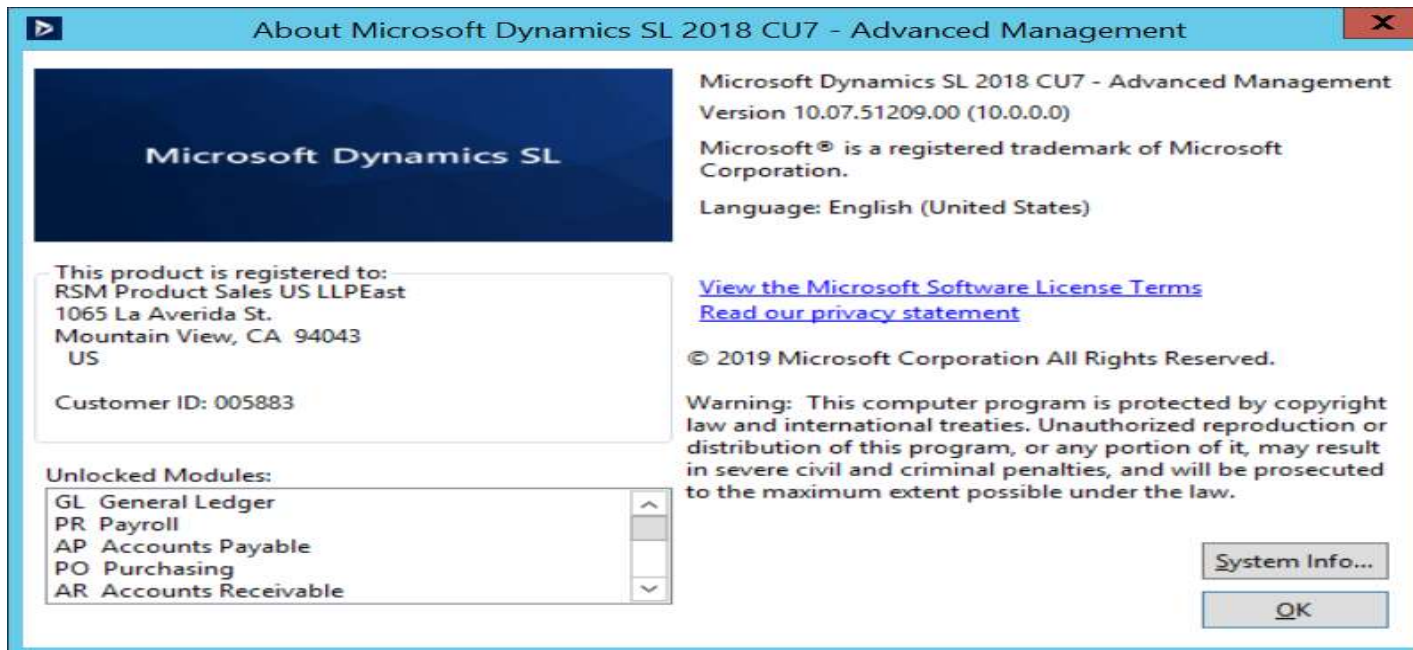 About Microsoft Dynamics SL 2018 CU7 - Advanced Management
X
Microsoft Dynamics SL
Microsoft Dynamics SL 2018 CU7 - Advanced Management
Version 10.07.51209.00 (10.0.0.0)
Microsoft® is a registered trademark of Microsoft
Corporation.
Language: English (United States)
This product is registered to:
RSM Product Sales US LLPEast
1065 La Averida St.
Mountain View, CA 94043
US
Customer ID: 005883
View the Microsoft Software License Terms
Read our privacy statement
© 2019 Microsoft Corporation All Rights Reserved.
Warning: This computer program is protected by copyright
law and international treaties. Unauthorized reproduction or
distribution of this program, or any portion of it, may result
in severe civil and criminal penalties, and will be prosecuted
to the maximum extent possible under the law.
Unlocked Modules:
GL General Ledger
PR Payroll
AP Accounts Payable
PO Purchasing
AR Accounts Receivable
System Info...
OK